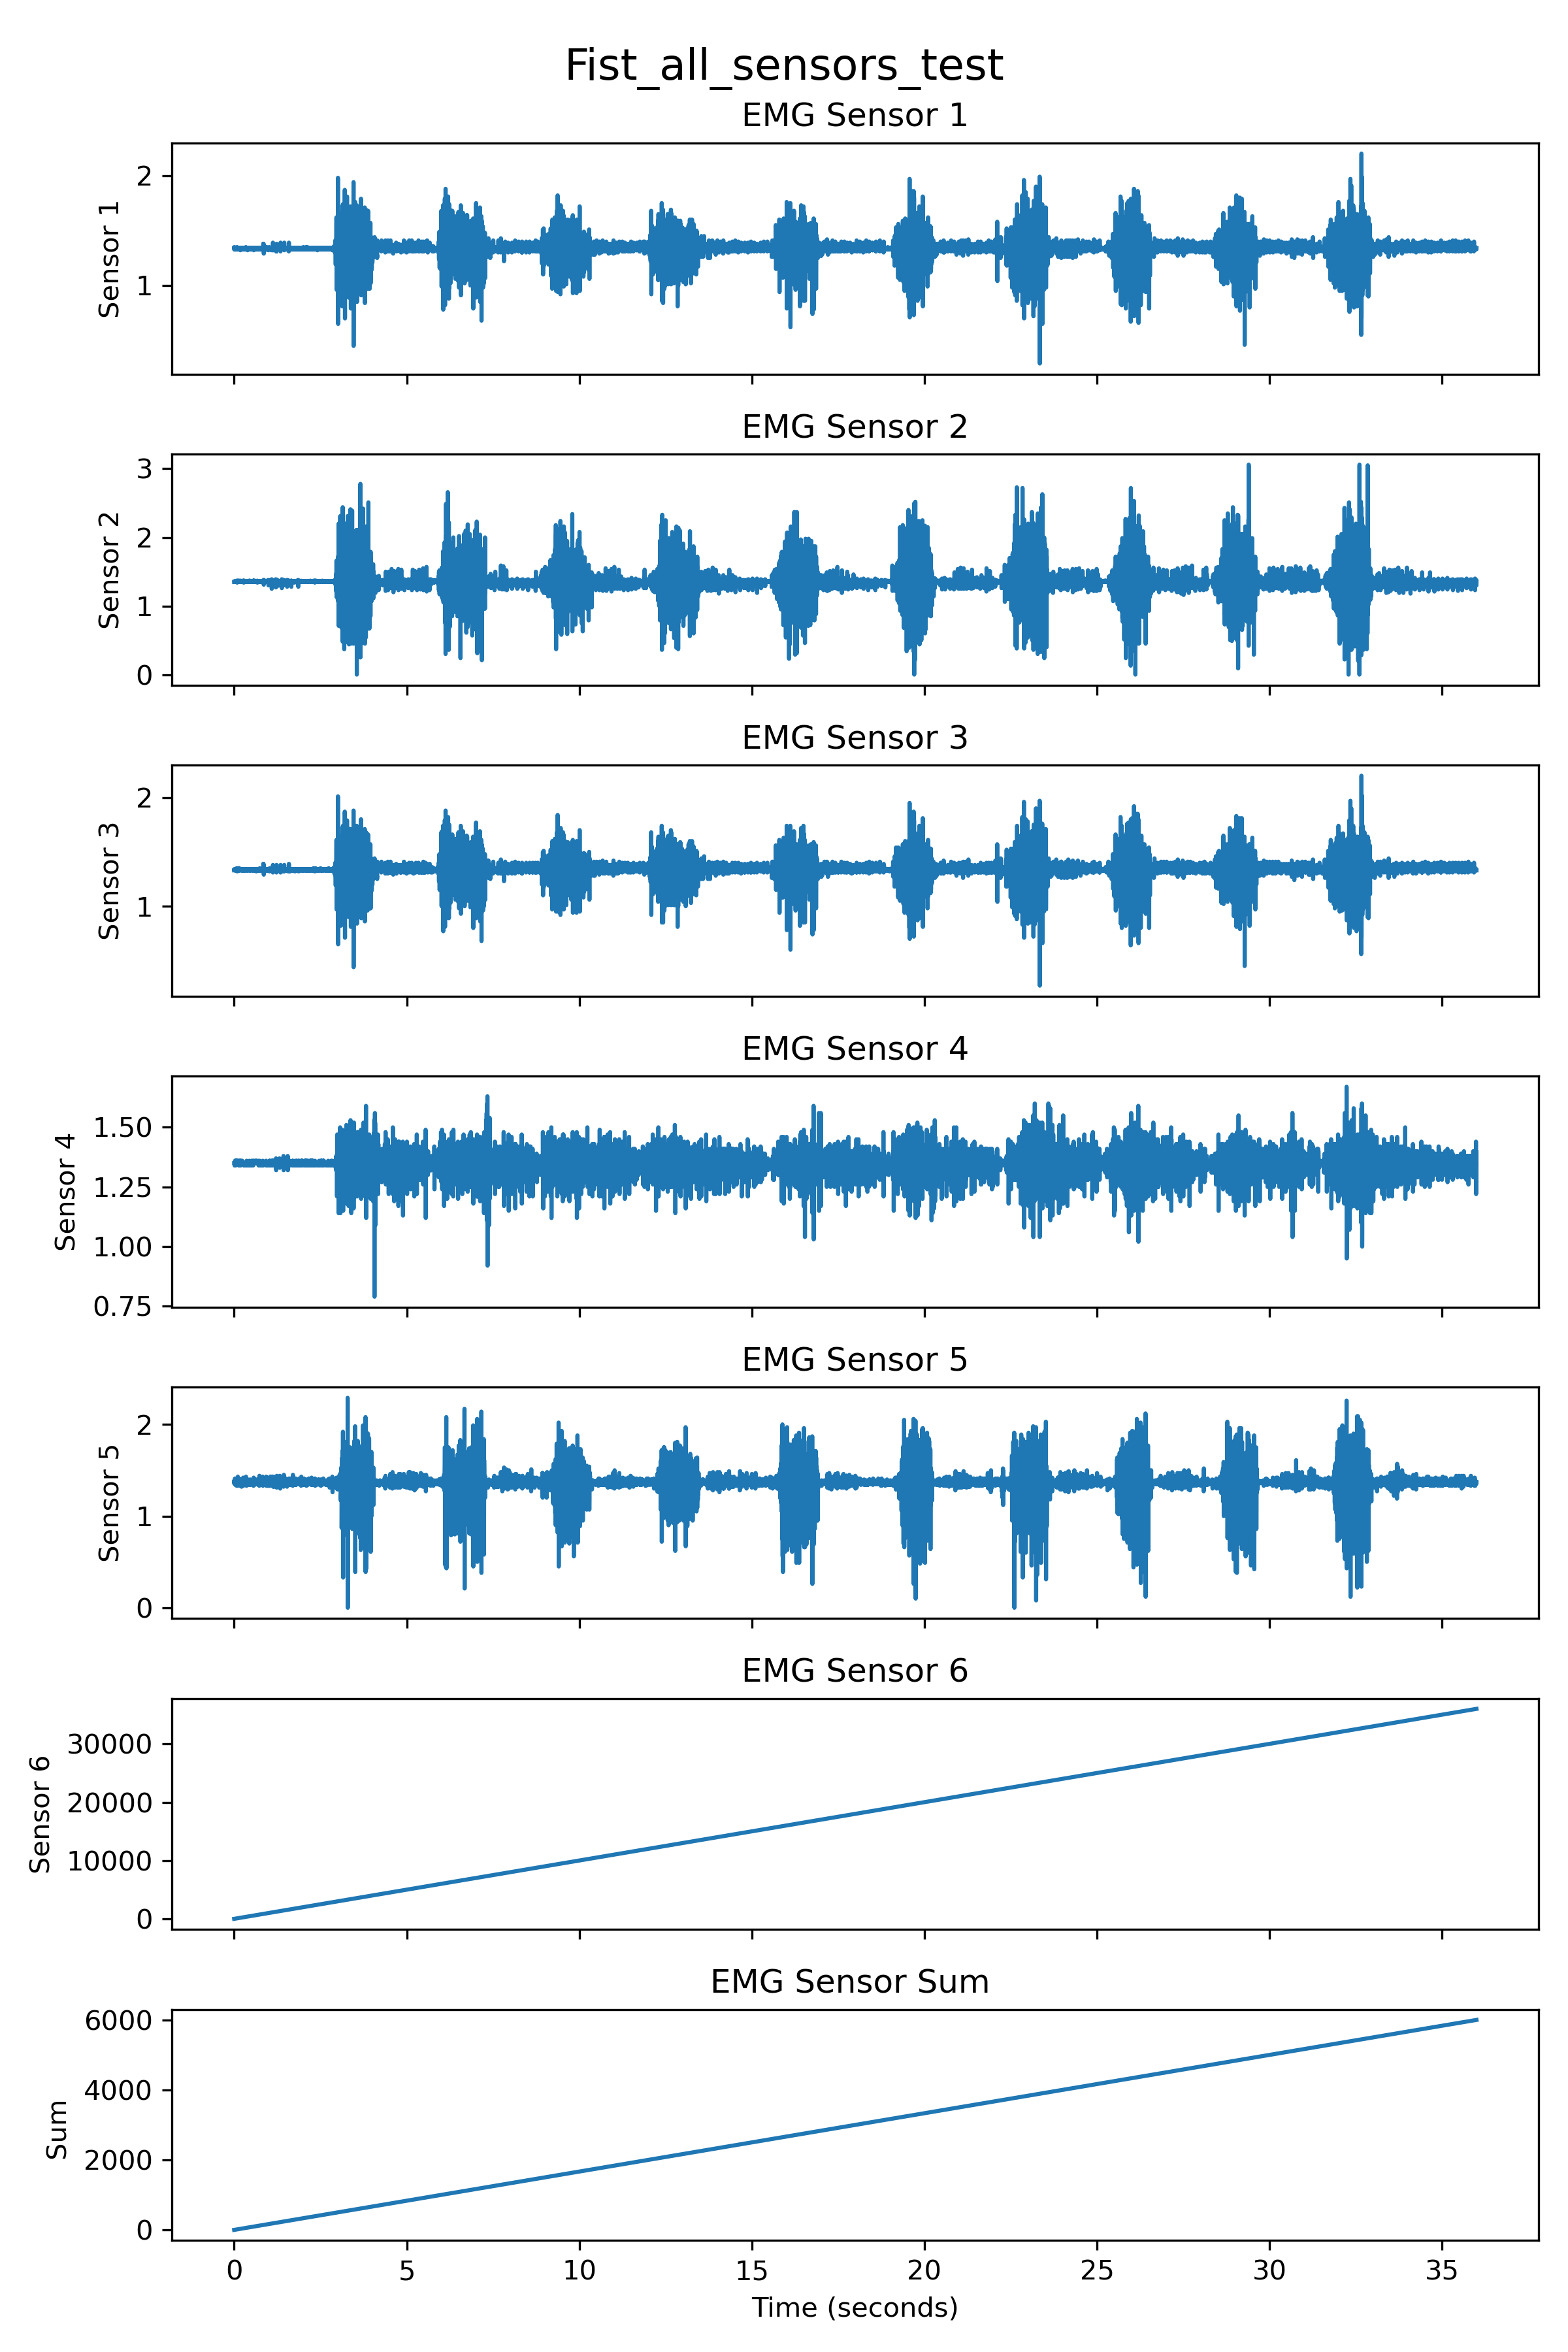 Fist_all_sensors_test
EMG Sensor 1
Sensor 1
2
1
EMG Sensor 2
Sensor 2
3
2
1
0
EMG Sensor 3
Sensor 3
2
1
EMG Sensor 4
Sensor 4
1.50
1.25
1.00
0.75
EMG Sensor 5
Sensor 5
2
1
0
EMG Sensor 6
Sensor 6
30000
20000
10000
0
EMG Sensor Sum
Sum
6000
4000
2000
0
0 5 10 15 20 25 30 35
Time (seconds)